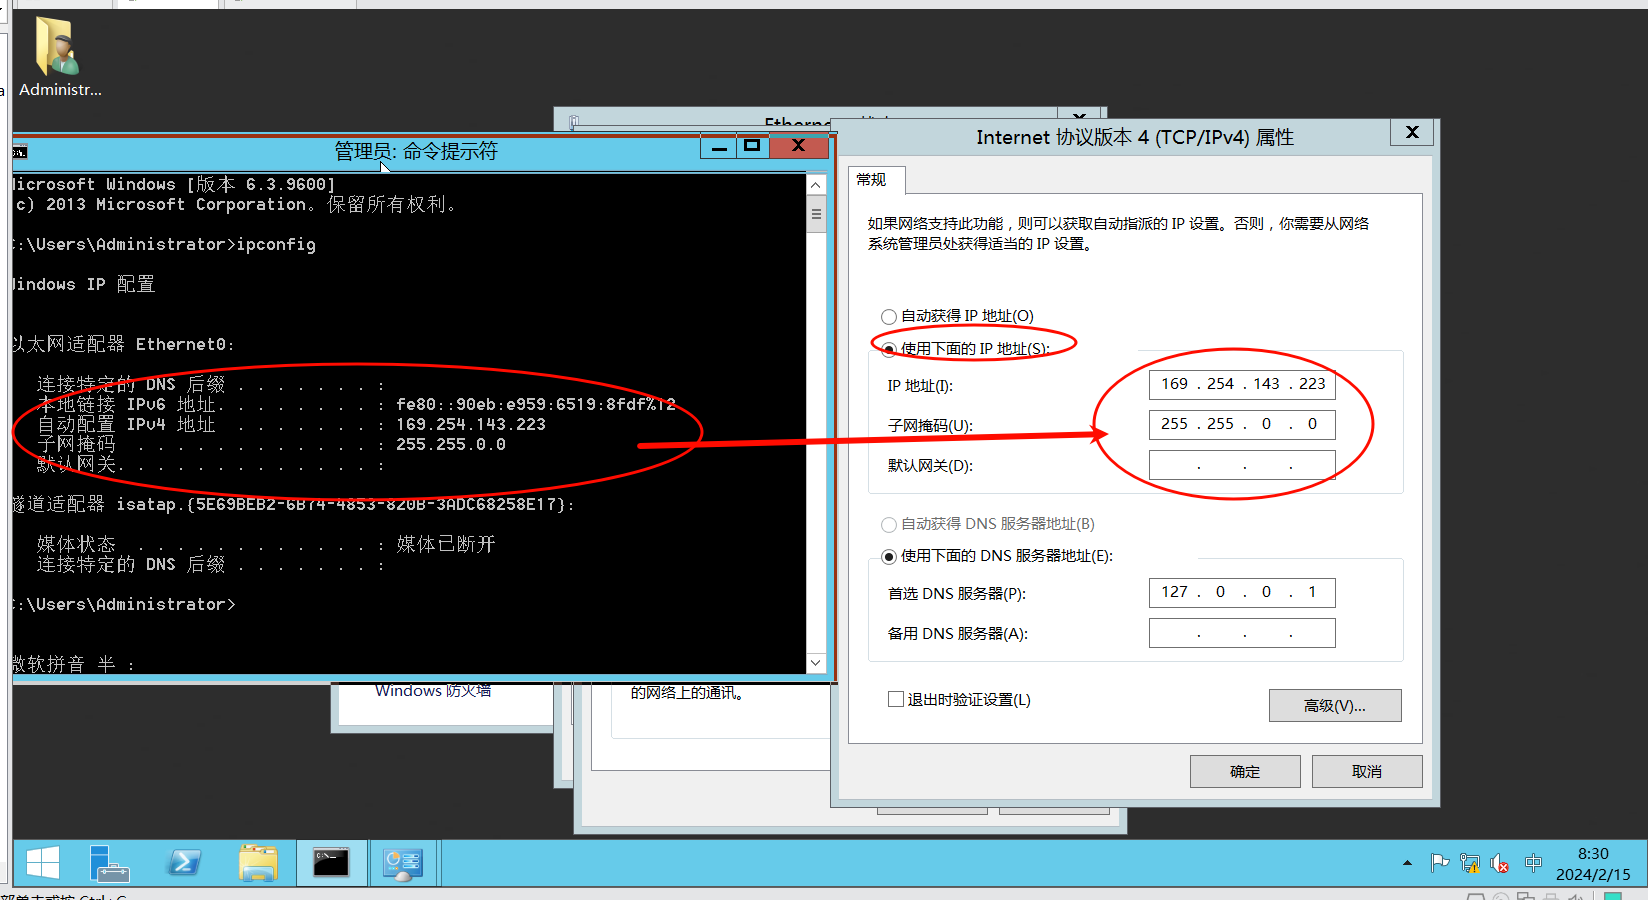 Administr...
管理员: 命令提示符
icrosoft Windows [版本 6.3.9600]
c) 2013 Microsoft Corporation。保留所有权利。
:\Users\Administrator>ipconfig
indows IP 配置
以太网适配器 Ethernet0:
连接特定的 DNS 后缀 . . . . . . . :
本地链接 IPv6 地址. . . . . . . . : fe80::90eb:e959:6519:8fdf%12
自动配置 IPv4 地址 . . . . . . . : 169.254.143.223
子网掩码 . . . . . . . . . . . . : 255.255.0.0
默认网关. . . . . . . . . . . . . :
隧道适配器 isatap.{5E69BEB2-6B74-4853-820B-3ADC68258E17}:
媒体状态 . . . . . . . . . . . . : 媒体已断开
连接特定的 DNS 后缀 . . . . . . . :
:\Users\Administrator>
微软拼音 半 :
Windows 防火墙
的网络上的通讯。
Internet 协议版本 4 (TCP/IPv4) 属性
常规
如果网络支持此功能，则可以获取自动指派的 IP 设置。否则，你需要从网络
系统管理员处获得适当的 IP 设置。
自动获得 IP 地址(O)
使用下面的 IP 地址(S):
IP 地址(I): 169 . 254 . 143 . 223
子网掩码(U): 255 . 255 . 0 . 0
默认网关(D): . . .
自动获得 DNS 服务器地址(B)
使用下面的 DNS 服务器地址(E):
首选 DNS 服务器(P): 127 . 0 . 0 . 1
备用 DNS 服务器(A): . . .
退出时验证设置(L)
高级(V)...
确定 取消
中
8:30
2024/2/15